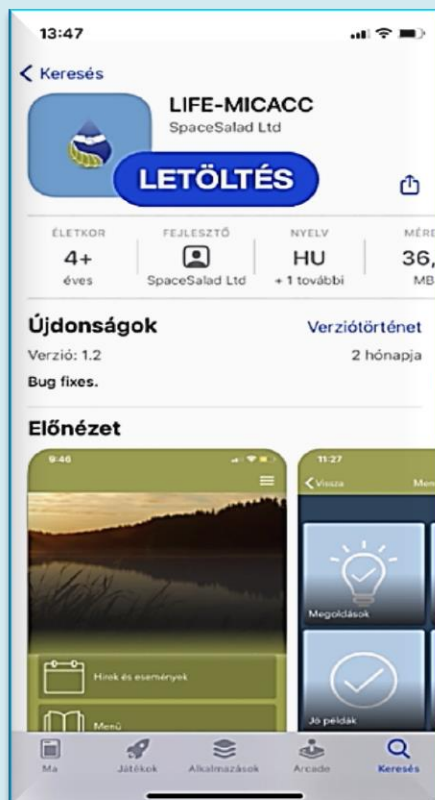 13:47
Keresés
LIFE-MICACC
SpaceSalad Ltd
LETÖLTÉS
ÉLETKOR
4+
éves
FEJLESZTŐ
SpaceSalad Ltd
NYELV
HU
+ 1 további
MÉRE
36,
MB
Újdonságok
Verziótörténet
Verzió: 1.2
2 hónapja
Bug fixes.
Előnézet
9:46
Hírek és események
Menü
11:27
Vissza
Men
Megoldások
Jó példák
Ma
Játékok
Alkalmazások
Arcade
Keresés